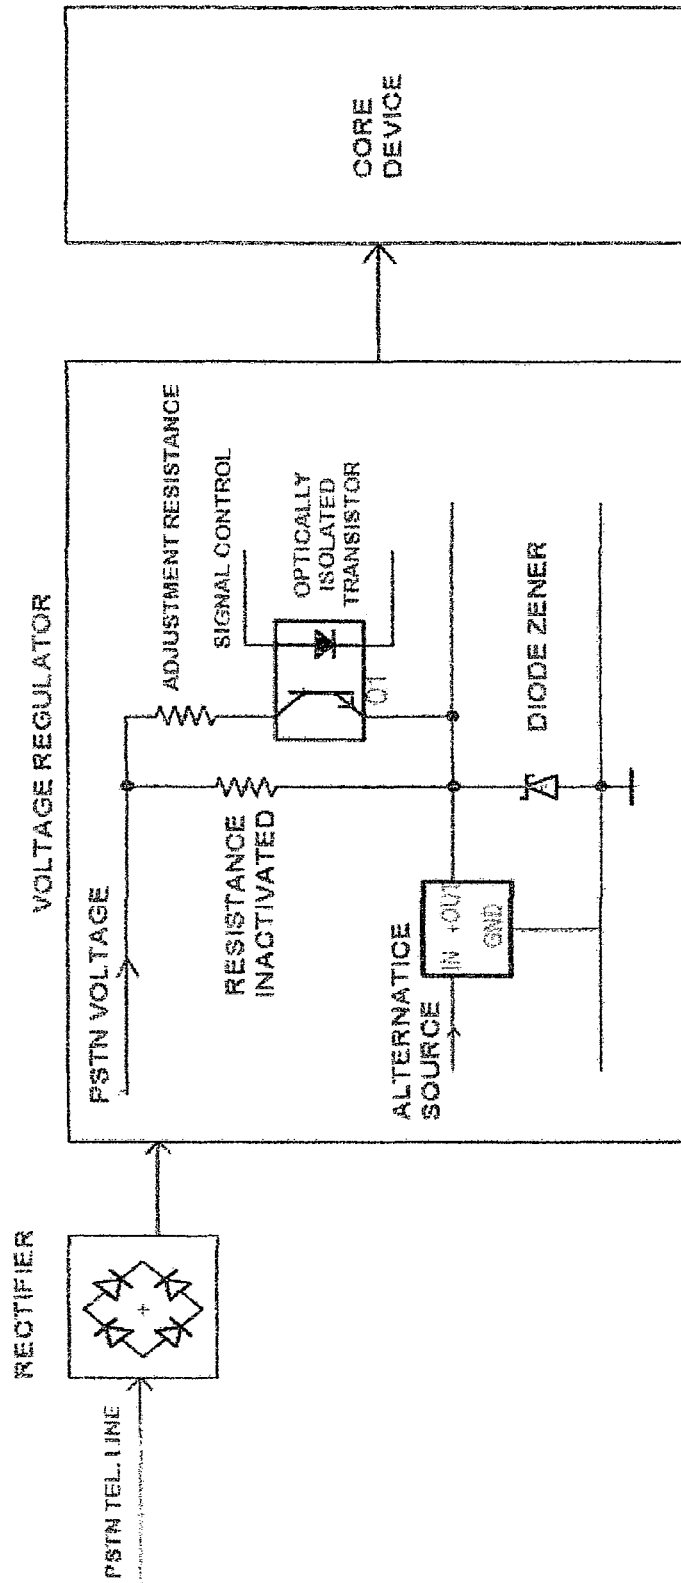 PSTN TEL. LINE
RECTIFIER
VOLTAGE REGULATOR
PSTN VOLTAGE
RESISTANCE
INACTIVATED
ADJUSTMENT RESISTANCE
SIGNAL CONTROL
OPTICALLY
ISOLATED
TRANSISTOR
ALTERNATICE
SOURCE
IN +OUT
GND
DIODE ZENER
CORE
DEVICE